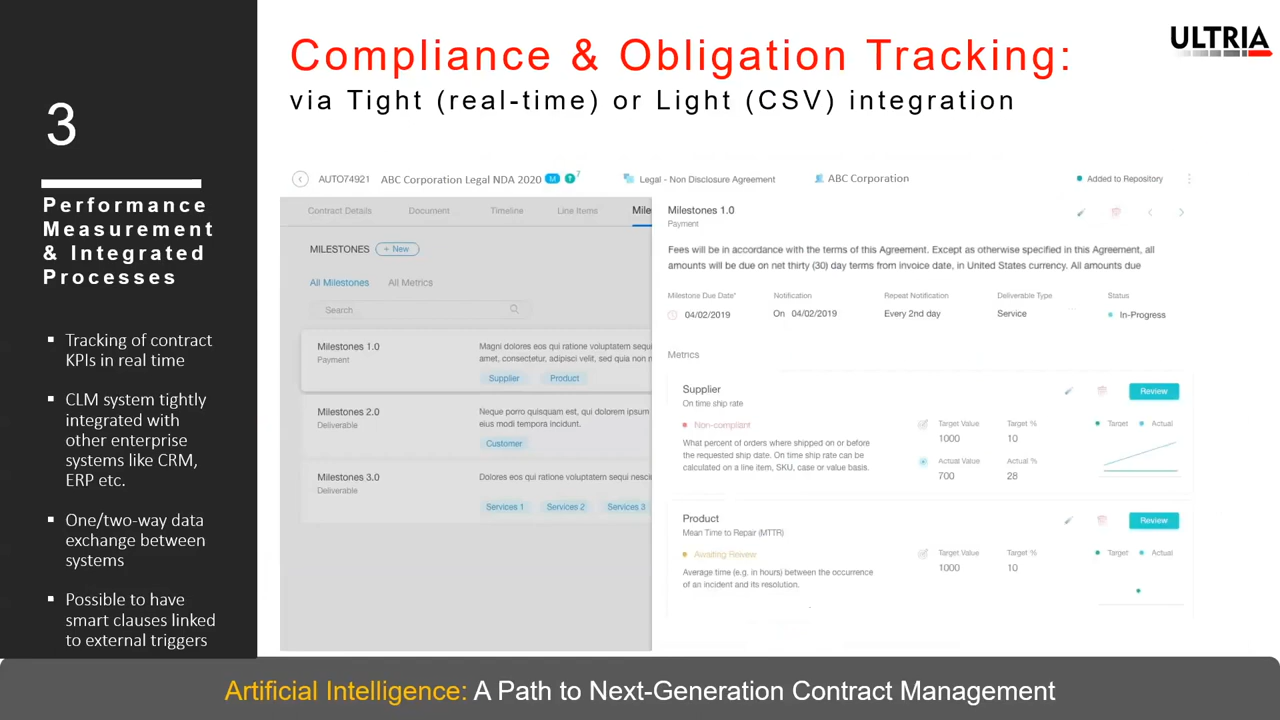 3
Performance
Measurement
& Integrated
Processes
▪ Tracking of contract
KPIs in real time
▪ CLM system tightly
integrated with
other enterprise
systems like CRM,
ERP etc.
▪ One/two-way data
exchange between
systems
▪ Possible to have
smart clauses linked
to external triggers
Compliance & Obligation Tracking:
via Tight (real-time) or Light (CSV) integration
ULTRIA
AUTO74921 ABC Corporation Legal NDA 2020 M 7 Legal - Non Disclosure Agreement ABC Corporation Added to Repository
Contract Details Document Timeline Line Items Mile
MILESTONES + New
All Milestones All Metrics
Search
Milestones 1.0
Payment
Magni dolores eos qui ratione voluptatem sequ
amet, consectetur, adipisci velit, sed quia non n
Supplier Product
Milestones 2.0
Deliverable
Neque porro quisquam est, qui dolorem ipsum
eius modi tempora incidunt.
Customer
Milestones 3.0
Deliverable
Dolores eos qui ratione voluptatem sequi nesci
Services 1 Services 2 Services 3
Milestones 1.0
Payment
Fees will be in accordance with the terms of this Agreement. Except as otherwise specified in this Agreement, all
amounts will be due on net thirty (30) day terms from invoice date, in United States currency. All amounts due
Milestone Due Date* Notification Repeat Notification Deliverable Type Status
04/02/2019 On 04/02/2019 Every 2nd day Service In-Progress
Metrics
Supplier
On time ship rate
Review
Non-compliant
What percent of orders where shipped on or before
the requested ship date. On time ship rate can be
calculated on a line item, SKU, case or value basis.
Target Value Target %
1000 10
Actual Value Actual %
700 28
Target Actual
Product
Mean Time to Repair (MTTR)
Review
Awaiting Reivew
Average time (e.g. in hours) between the occurrence
of an incident and its resolution.
Target Value Target %
1000 10
Target Actual
Artificial Intelligence: A Path to Next-Generation Contract Management